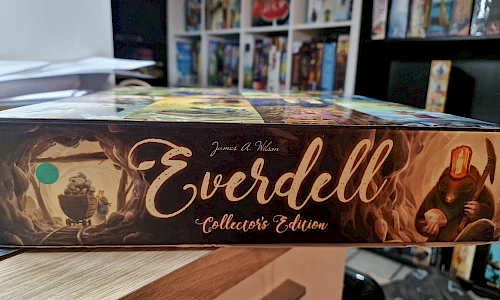 James A. Wilson
Everdell
Collector's Edition